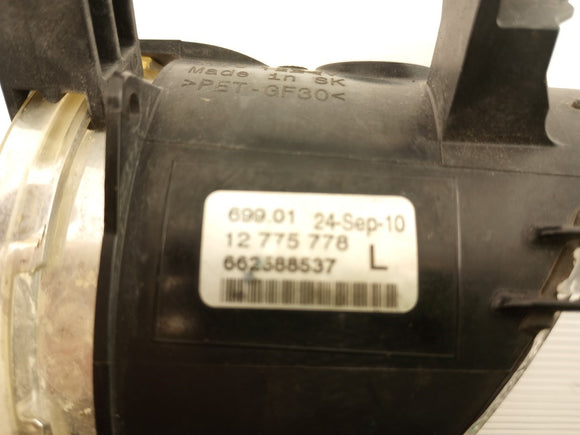 Made in SK
>PET-GF30<
699.01 24-Sep-10
12 775 778
662588537 L